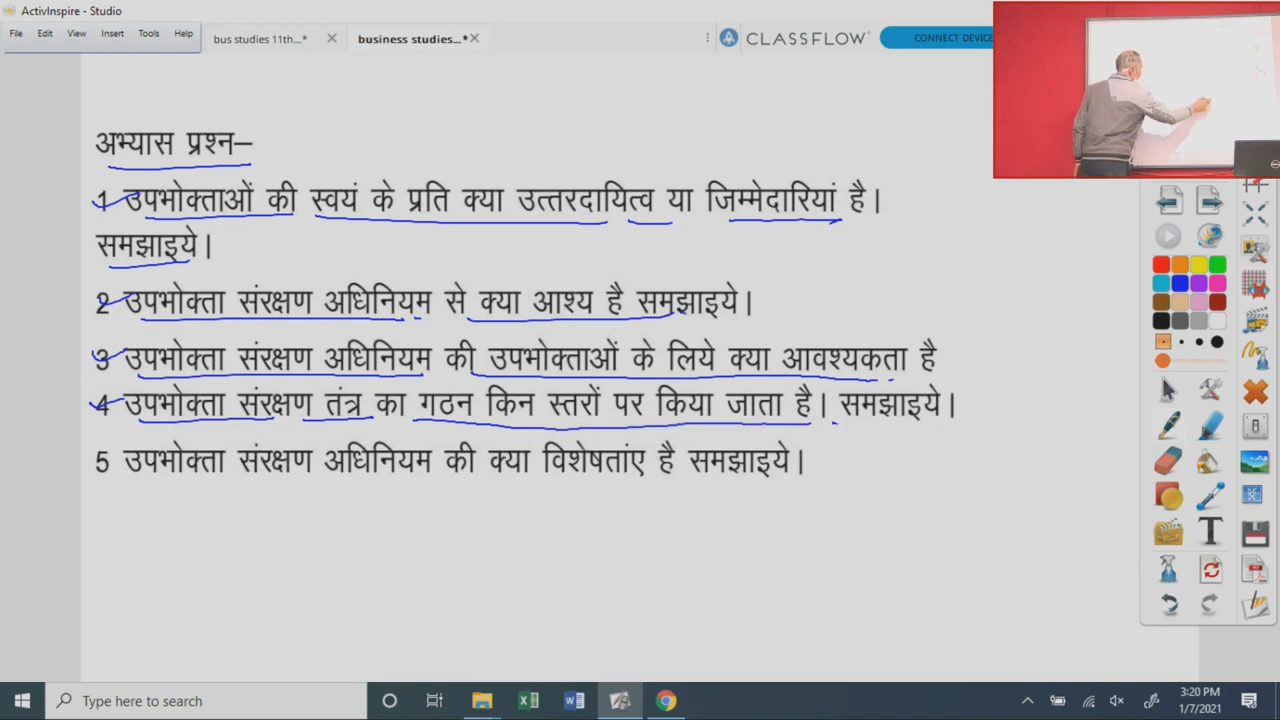 ActivInspire - Studio
File Edit View Insert Tools Help
bus studies 11th...*
business studies...*
CLASSFLOW
CONNECT DEVICE
अभ्यास प्रश्न–
1 उपभोक्ताओं की स्वयं के प्रति क्या उत्तरदायित्व या जिम्मेदारियां है।
समझाइये।
2 उपभोक्ता संरक्षण अधिनियम से क्या आश्य है समझाइये।
3 उपभोक्ता संरक्षण अधिनियम की उपभोक्ताओं के लिये क्या आवश्यकता है
4 उपभोक्ता संरक्षण तंत्र का गठन किन स्तरों पर किया जाता है। समझाइये।
5 उपभोक्ता संरक्षण अधिनियम की क्या विशेषतांए है समझाइये।
Type here to search
3:20 PM
1/7/2021